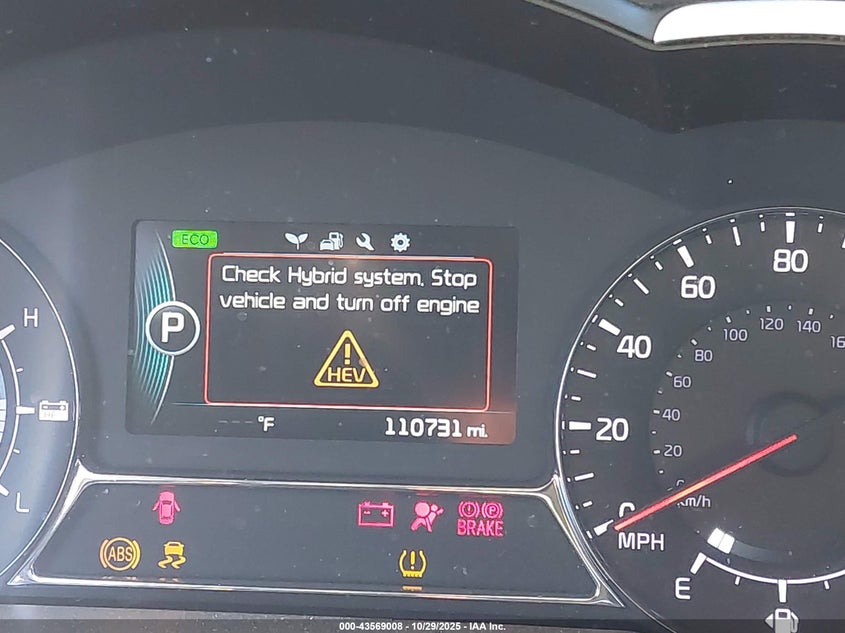 ECO
Check Hybrid system. Stop
vehicle and turn off engine
P
HEV
---°F
110731 mi
H
L
ABS
BRAKE
80
60
40
20
0
MPH
120
140
100
80
60
40
20
km/h
E
000-43569008 - 10/29/2025 - IAA Inc.